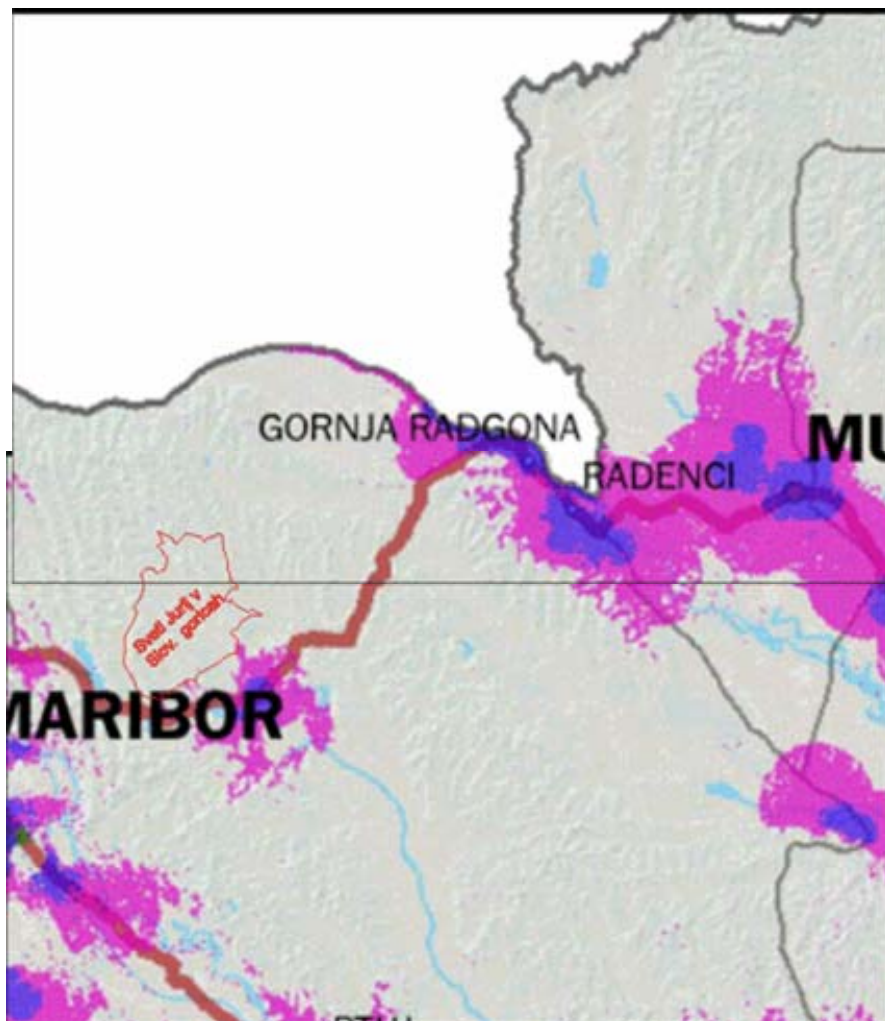 GORNJA RADGONA
RADENCI
MU
Sveti Jurij v
Slov. goricah
MARIBOR